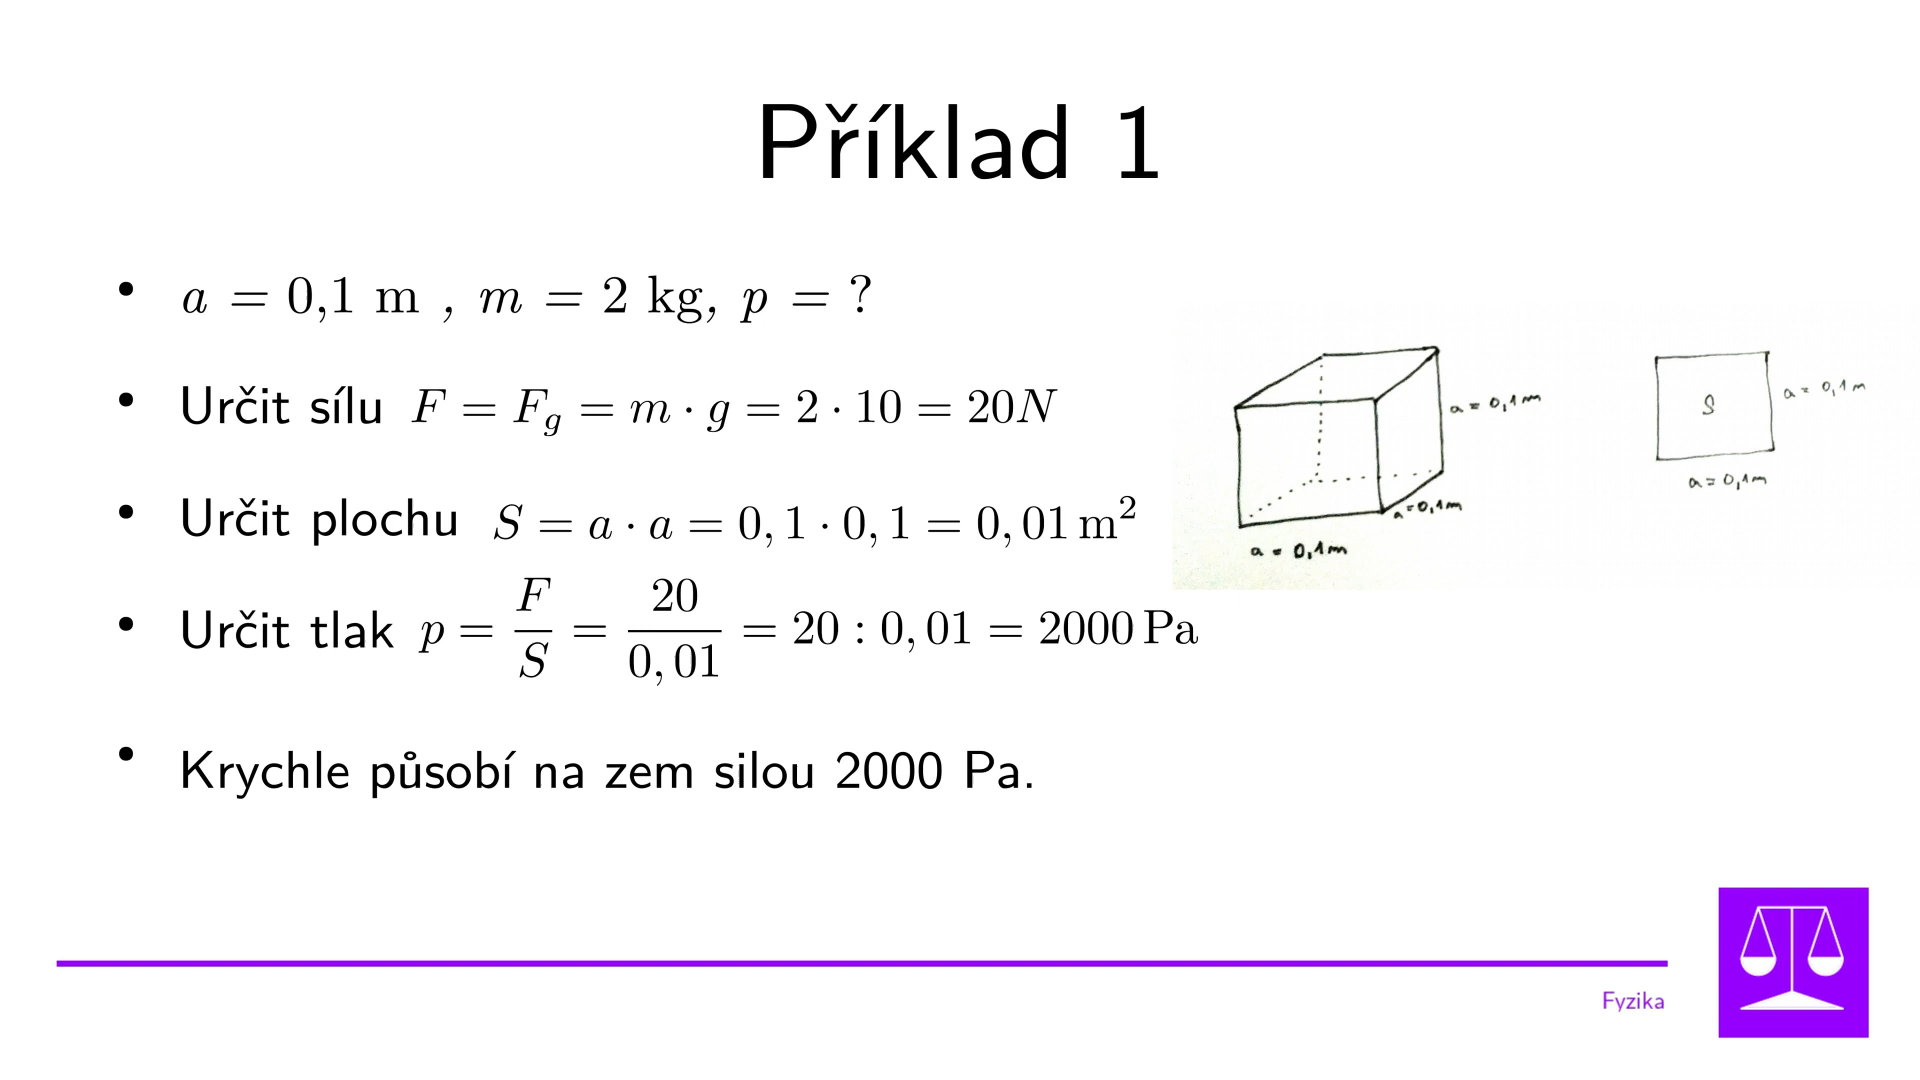 Příklad 1
• a = 0,1 m , m = 2 kg, p = ?
• Určit sílu F = F_g = m · g = 2 · 10 = 20N
• Určit plochu S = a · a = 0, 1 · 0, 1 = 0, 01 m²
• Určit tlak p = F/S = 20/0, 01 = 20 : 0, 01 = 2000 Pa
• Krychle působí na zem silou 2000 Pa.
a = 0,1m
a = 0,1m
a = 0,1m
S
a = 0,1m
a = 0,1m
Fyzika